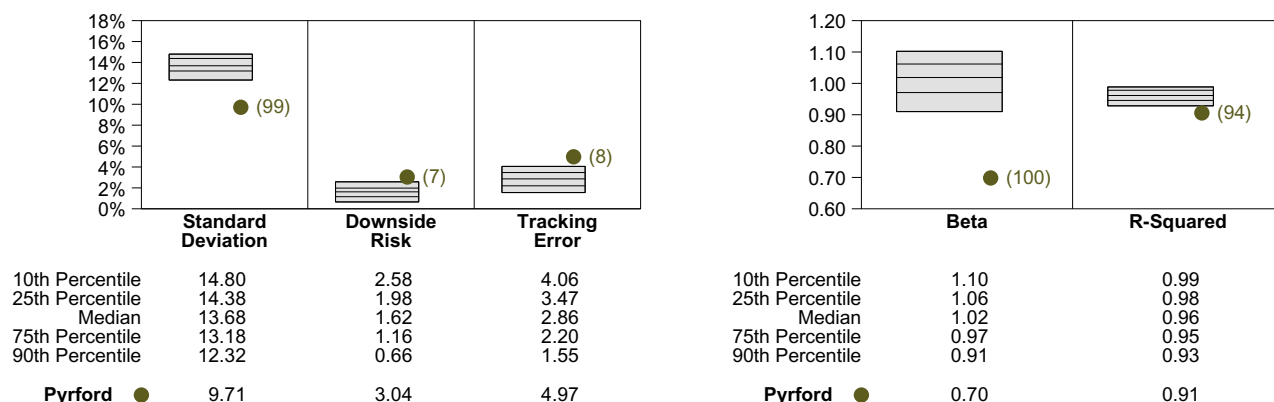 18%
16%
14%
12%
10%
8%
6%
4%
2%
0%
(99)
(7)
(8)
Standard Deviation
Downside Risk
Tracking Error
10th Percentile 14.80 2.58 4.06
25th Percentile 14.38 1.98 3.47
Median 13.68 1.62 2.86
75th Percentile 13.18 1.16 2.20
90th Percentile 12.32 0.66 1.55
Pyrford 9.71 3.04 4.97
1.20
1.10
1.00
0.90
0.80
0.70
0.60
(100)
(94)
Beta
R-Squared
10th Percentile 1.10 0.99
25th Percentile 1.06 0.98
Median 1.02 0.96
75th Percentile 0.97 0.95
90th Percentile 0.91 0.93
Pyrford 0.70 0.91